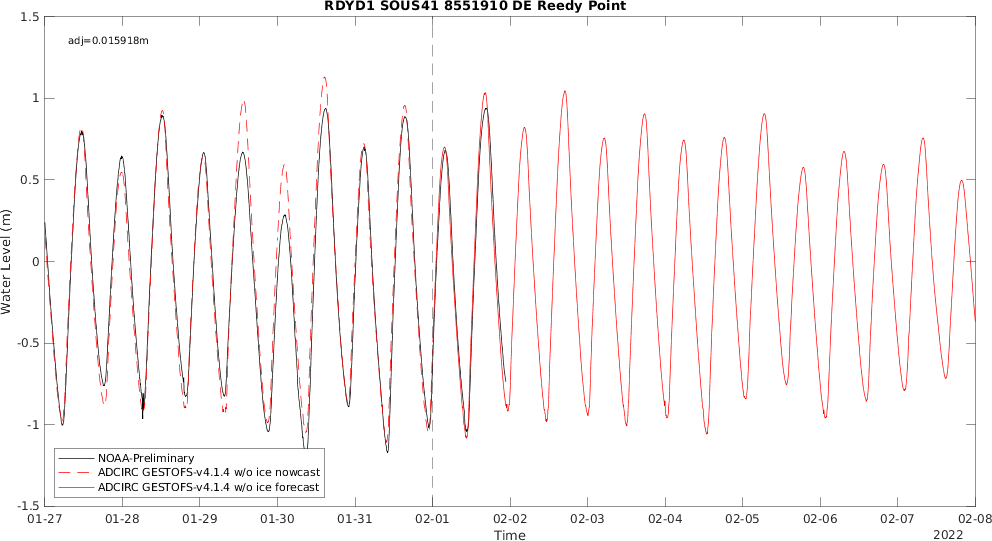 RDYD1 SOUS41 8551910 DE Reedy Point
adj=0.015918m
Water Level (m)
1.5
1
0.5
0
-0.5
-1
-1.5
NOAA-Preliminary
ADCIRC GESTOFS-v4.1.4 w/o ice nowcast
ADCIRC GESTOFS-v4.1.4 w/o ice forecast
01-27 01-28 01-29 01-30 01-31 02-01 02-02 02-03 02-04 02-05 02-06 02-07 02-08
Time
2022